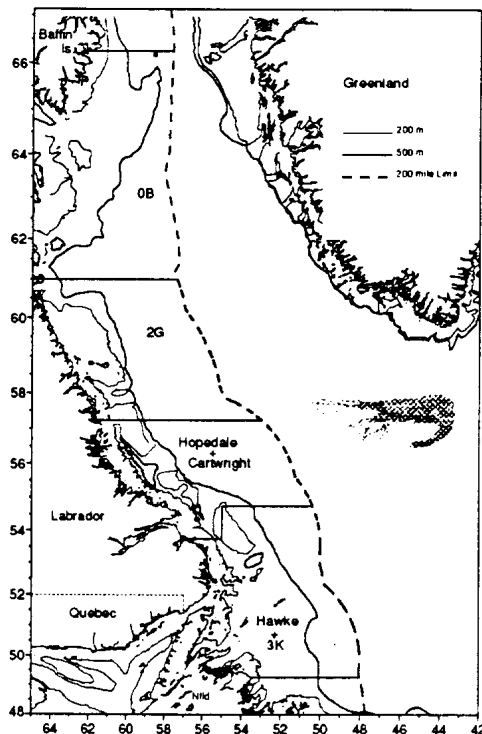 Baffin
Is.
66
Greenland
200 m
500 m
200 mile Limit
64
0B
62
60
2G
58
Hopedale
+
Cartwright
56
Labrador
54
52
Quebec
Hawke
+
3K
50
Nfld
48
64 62 60 58 56 54 52 50 48 46 44 42